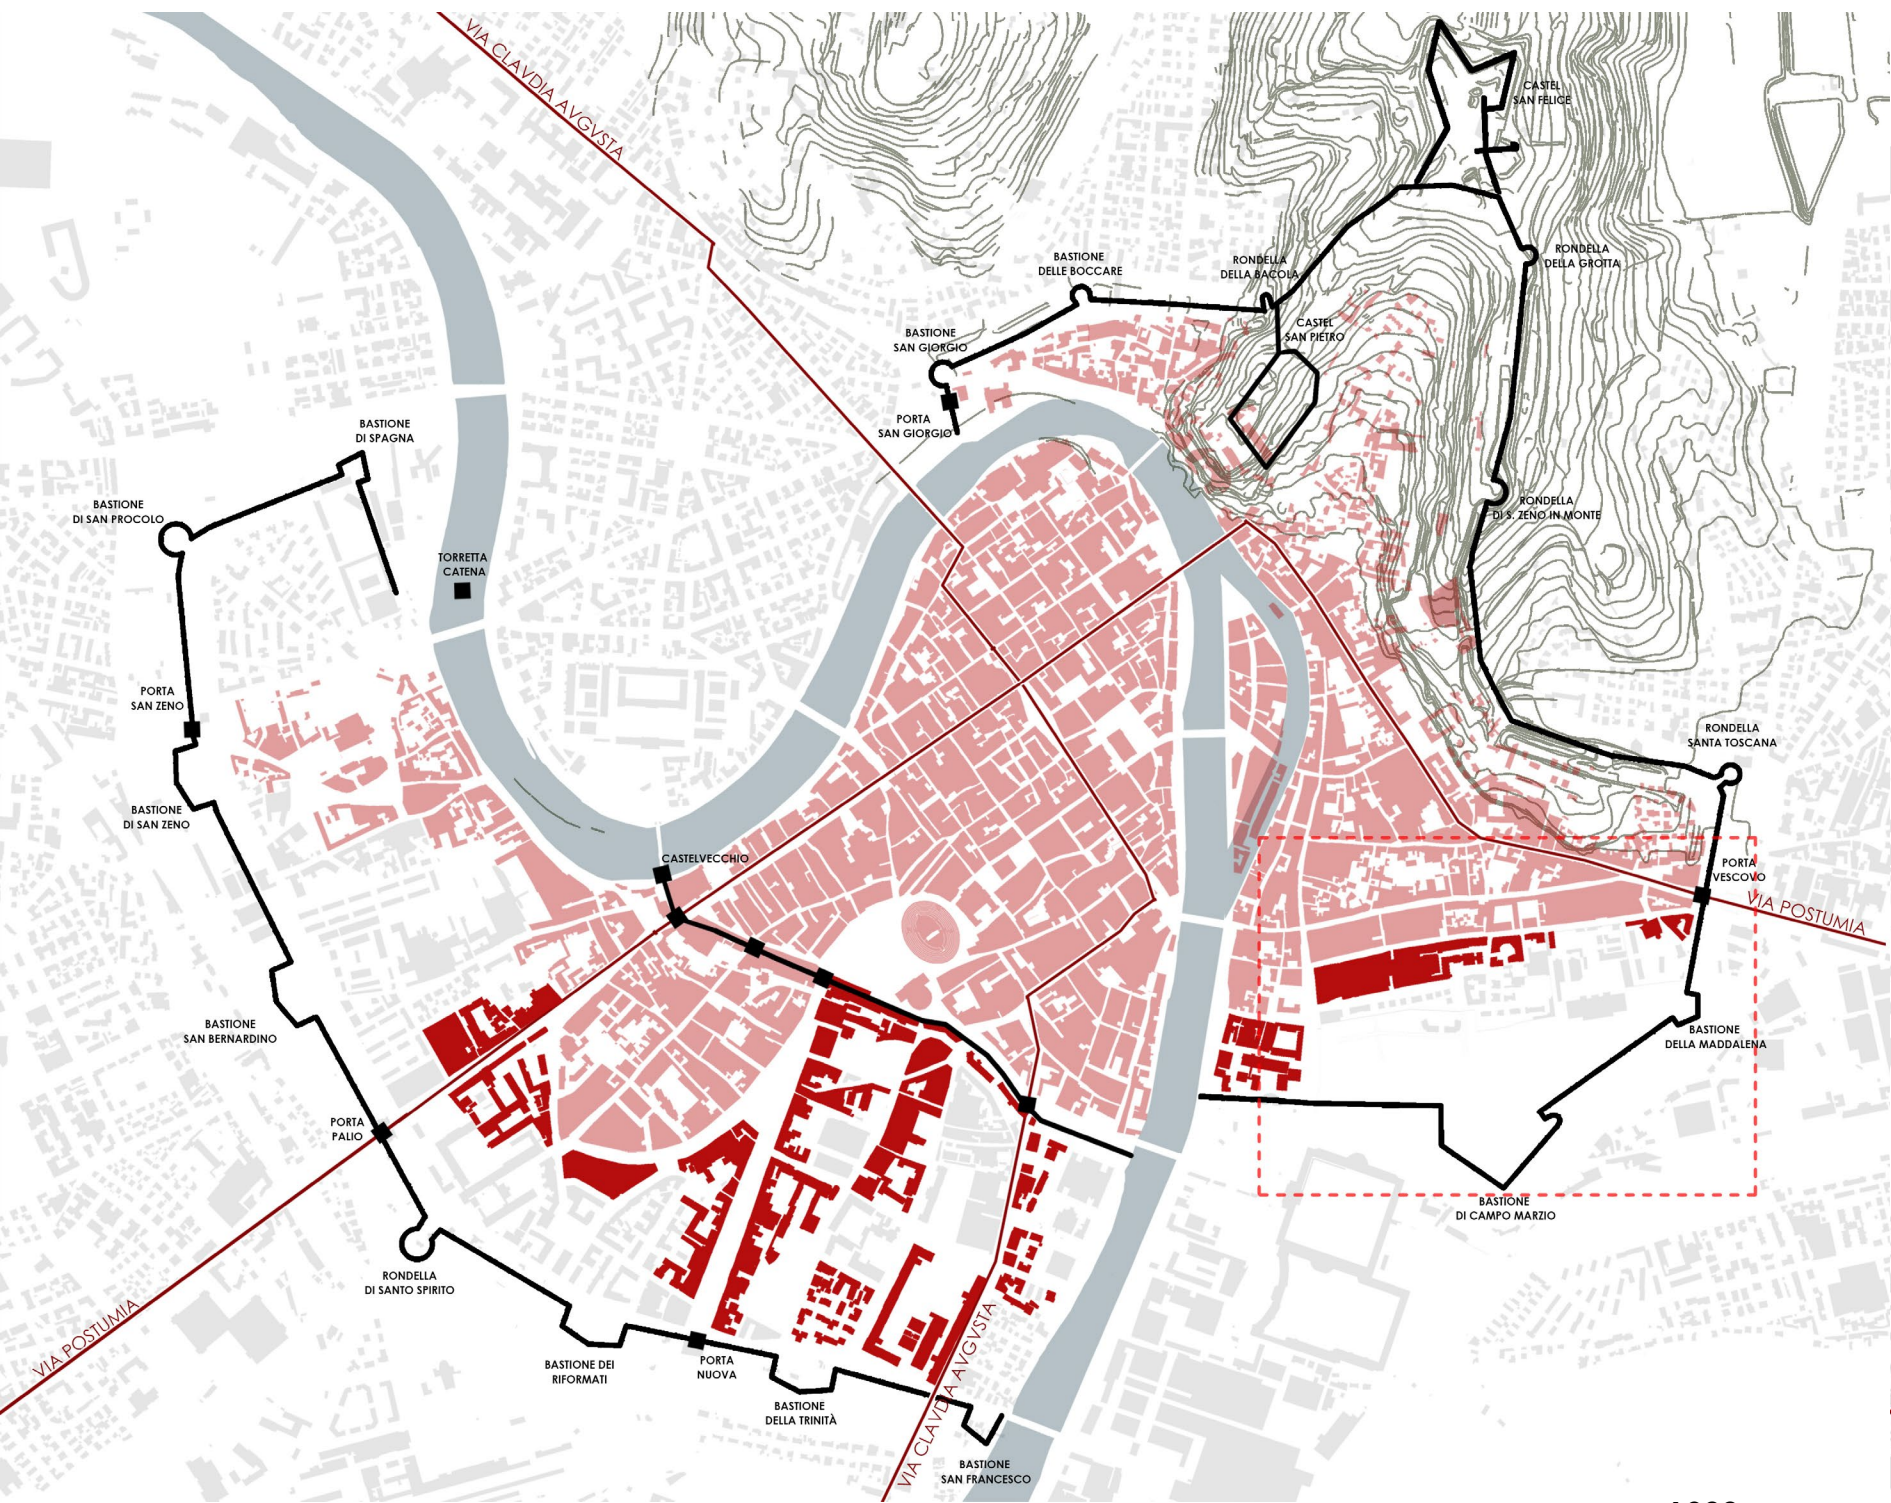 VIA CLAVDIA AVGVSTA
CASTEL
SAN FELICE
BASTIONE
DELLE BOCCARE
RONDELLA
DELLA BACOLA
RONDELLA
DELLA GROTTA
BASTIONE
SAN GIORGIO
CASTEL
SAN PIETRO
PORTA
SAN GIORGIO
BASTIONE
DI SPAGNA
BASTIONE
DI SAN PROCOLO
RONDELLA
DI S. ZENO IN MONTE
TORRETTA
CATENA
PORTA
SAN ZENO
RONDELLA
SANTA TOSCANA
BASTIONE
DI SAN ZENO
CASTELVECCHIO
PORTA
VESCOVO
VIA POSTUMIA
BASTIONE
SAN BERNARDINO
BASTIONE
DELLA MADDALENA
PORTA
PALIO
BASTIONE
DI CAMPO MARZIO
RONDELLA
DI SANTO SPIRITO
VIA POSTUMIA
BASTIONE DEI
RIFORMATI
PORTA
NUOVA
VIA CLAVDIA AVGVSTA
BASTIONE
DELLA TRINITÀ
BASTIONE
SAN FRANCESCO